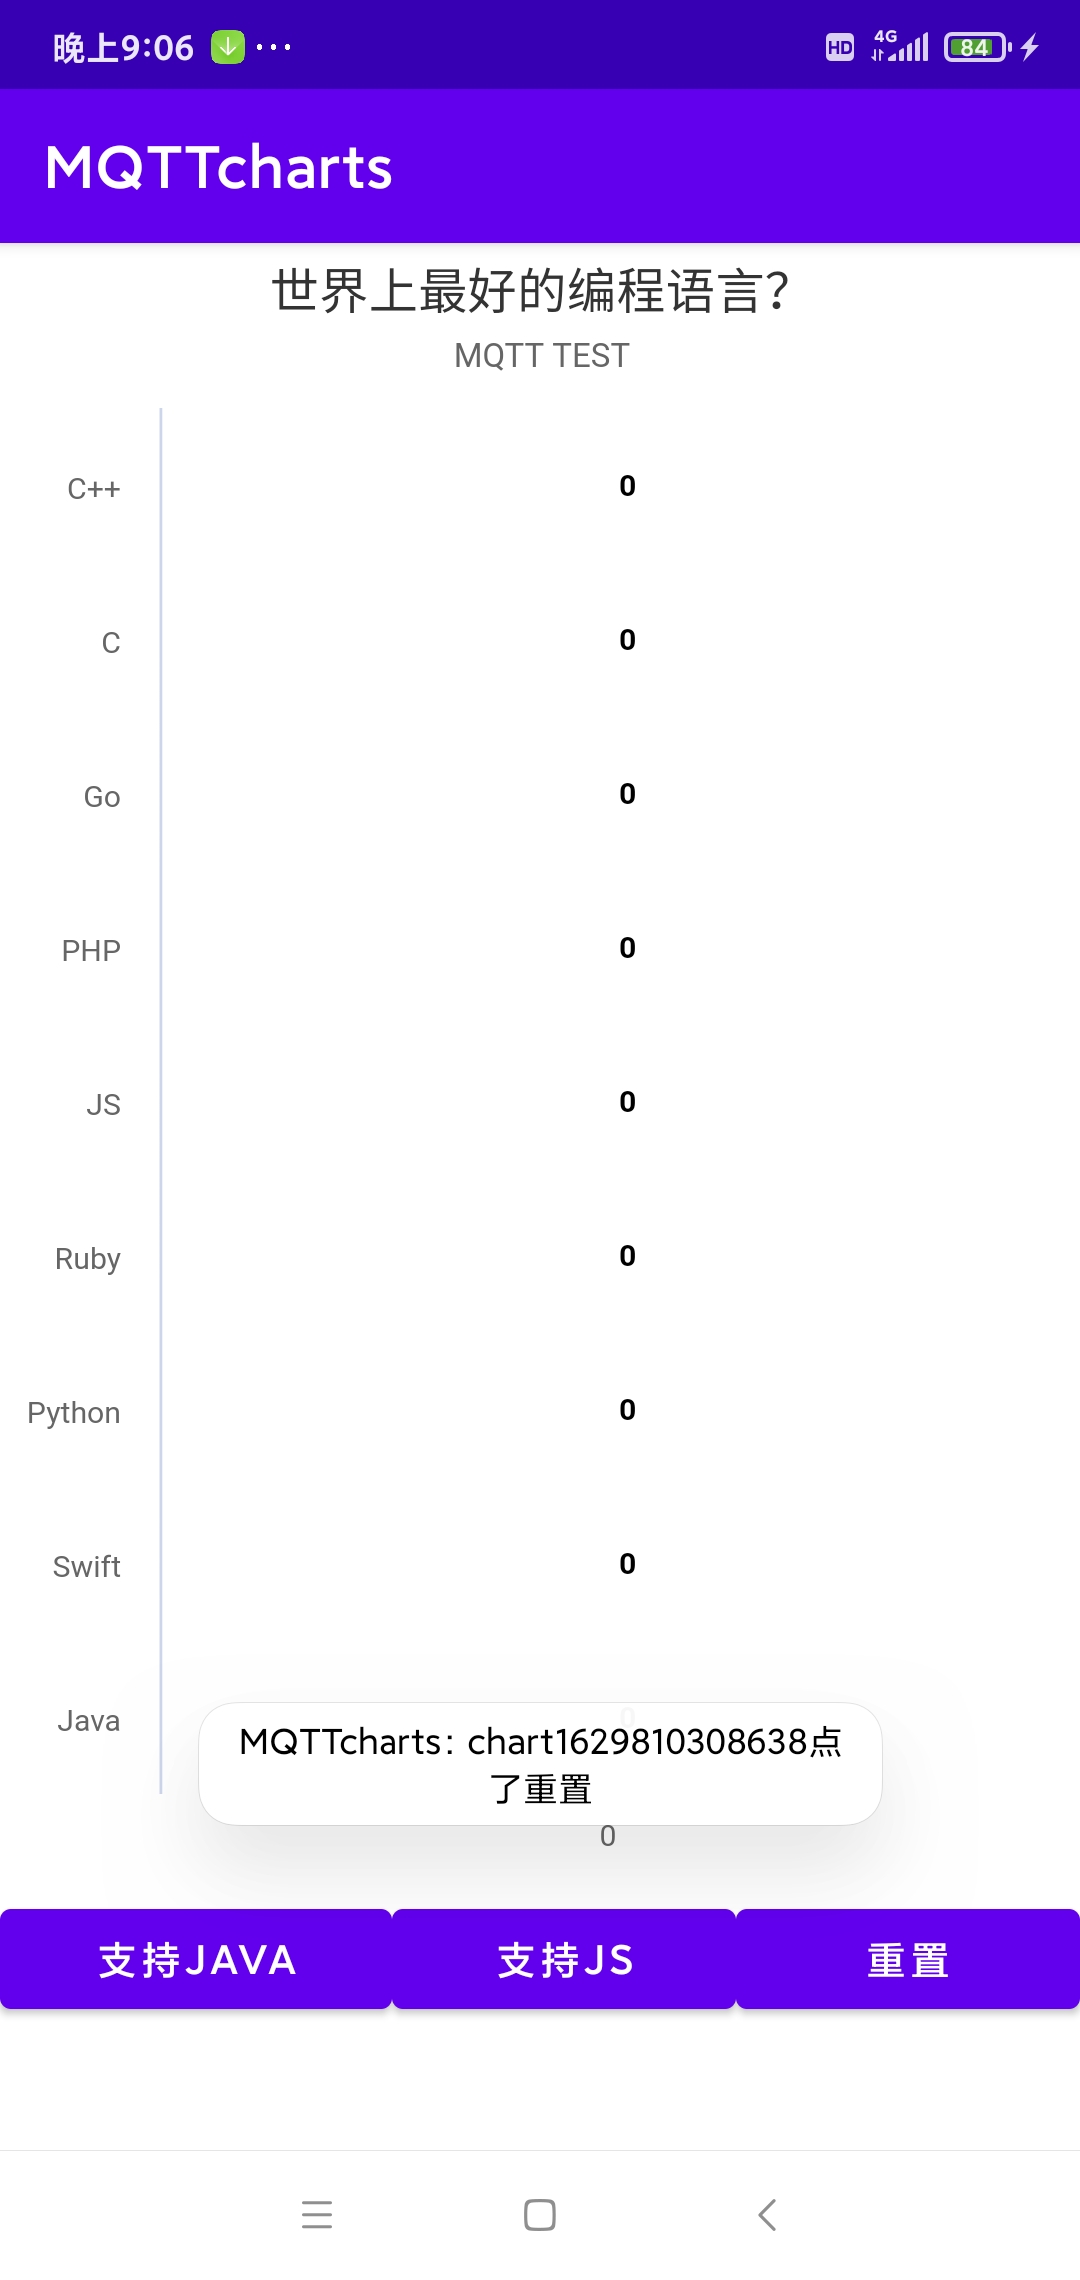 晚上9:06
HD 4G 84
MQTTcharts
世界上最好的编程语言?
MQTT TEST
C++ 0
C 0
Go 0
PHP 0
JS 0
Ruby 0
Python 0
Swift 0
Java 0
MQTTcharts: chart1629810308638点
了重置
0
支持JAVA 支持JS 重置